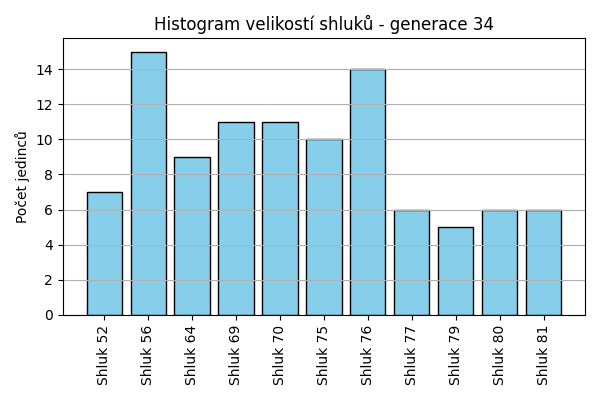 Histogram velikostí shluků - generace 34
Počet jedinců
14
12
10
8
6
4
2
0
Shluk 52
Shluk 56
Shluk 64
Shluk 69
Shluk 70
Shluk 75
Shluk 76
Shluk 77
Shluk 79
Shluk 80
Shluk 81